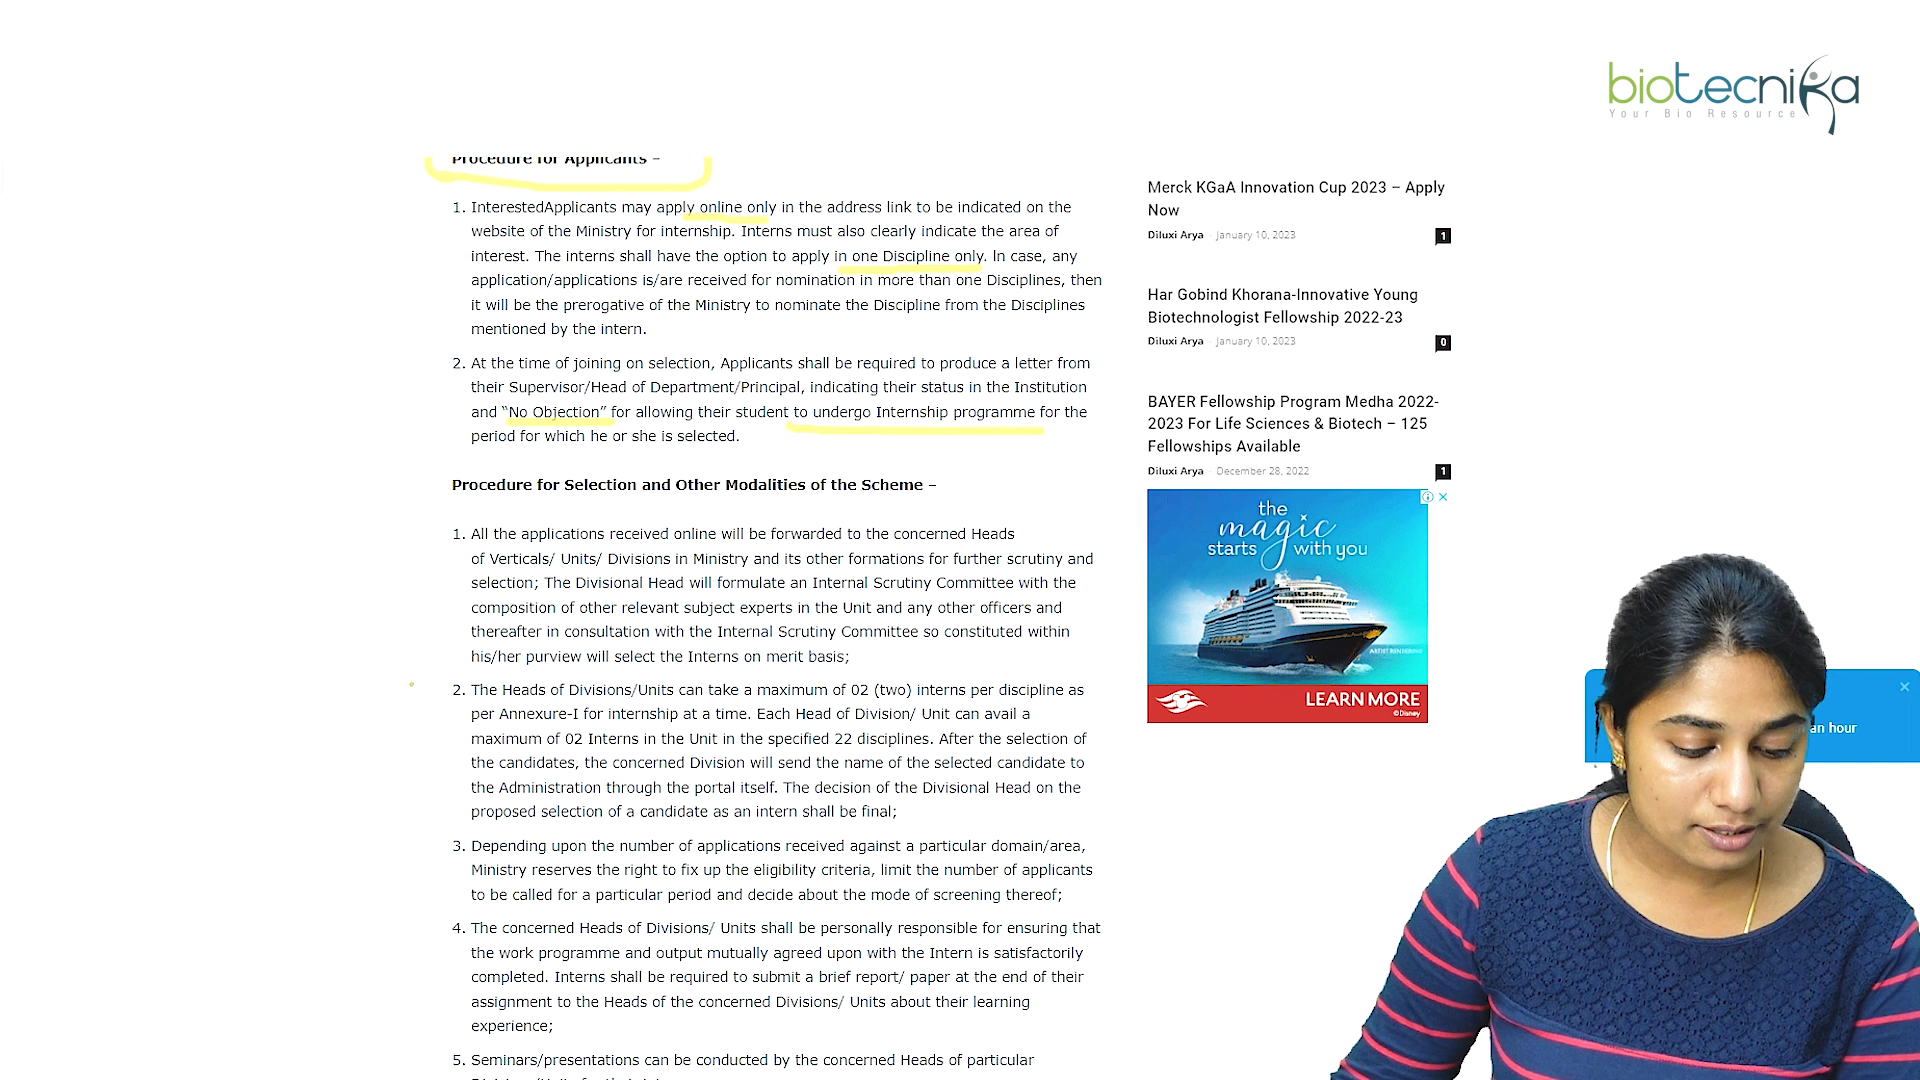 biotecnika
Your Bio Resource
Procedure for Applicants –
1. InterestedApplicants may apply online only in the address link to be indicated on the
website of the Ministry for internship. Interns must also clearly indicate the area of
interest. The interns shall have the option to apply in one Discipline only. In case, any
application/applications is/are received for nomination in more than one Disciplines, then
it will be the prerogative of the Ministry to nominate the Discipline from the Disciplines
mentioned by the intern.
2. At the time of joining on selection, Applicants shall be required to produce a letter from
their Supervisor/Head of Department/Principal, indicating their status in the Institution
and “No Objection” for allowing their student to undergo Internship programme for the
period for which he or she is selected.
Procedure for Selection and Other Modalities of the Scheme –
1. All the applications received online will be forwarded to the concerned Heads
of Verticals/ Units/ Divisions in Ministry and its other formations for further scrutiny and
selection; The Divisional Head will formulate an Internal Scrutiny Committee with the
composition of other relevant subject experts in the Unit and any other officers and
thereafter in consultation with the Internal Scrutiny Committee so constituted within
his/her purview will select the Interns on merit basis;
2. The Heads of Divisions/Units can take a maximum of 02 (two) interns per discipline as
per Annexure-I for internship at a time. Each Head of Division/ Unit can avail a
maximum of 02 Interns in the Unit in the specified 22 disciplines. After the selection of
the candidates, the concerned Division will send the name of the selected candidate to
the Administration through the portal itself. The decision of the Divisional Head on the
proposed selection of a candidate as an intern shall be final;
3. Depending upon the number of applications received against a particular domain/area,
Ministry reserves the right to fix up the eligibility criteria, limit the number of applicants
to be called for a particular period and decide about the mode of screening thereof;
4. The concerned Heads of Divisions/ Units shall be personally responsible for ensuring that
the work programme and output mutually agreed upon with the Intern is satisfactorily
completed. Interns shall be required to submit a brief report/ paper at the end of their
assignment to the Heads of the concerned Divisions/ Units about their learning
experience;
5. Seminars/presentations can be conducted by the concerned Heads of particular
Merck KGaA Innovation Cup 2023 – Apply
Now
Diluxi Arya - January 10, 2023 1
Har Gobind Khorana-Innovative Young
Biotechnologist Fellowship 2022-23
Diluxi Arya - January 10, 2023 0
BAYER Fellowship Program Medha 2022-
2023 For Life Sciences & Biotech – 125
Fellowships Available
Diluxi Arya - December 28, 2022 1
the
magic
starts with you
ARTIST RENDERING
LEARN MORE
©Disney
an hour